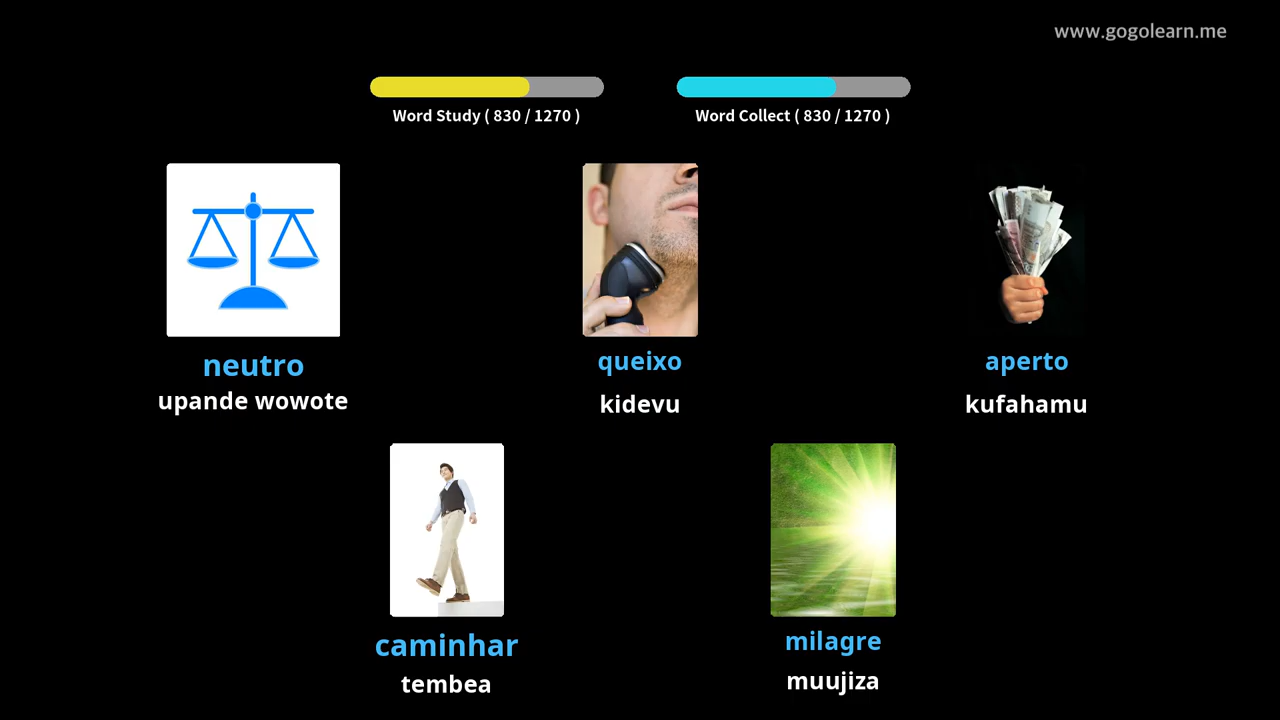 www.gogolearn.me
Word Study ( 830 / 1270 )
Word Collect ( 830 / 1270 )
neutro
upande wowote
queixo
kidevu
aperto
kufahamu
caminhar
tembea
milagre
muujiza